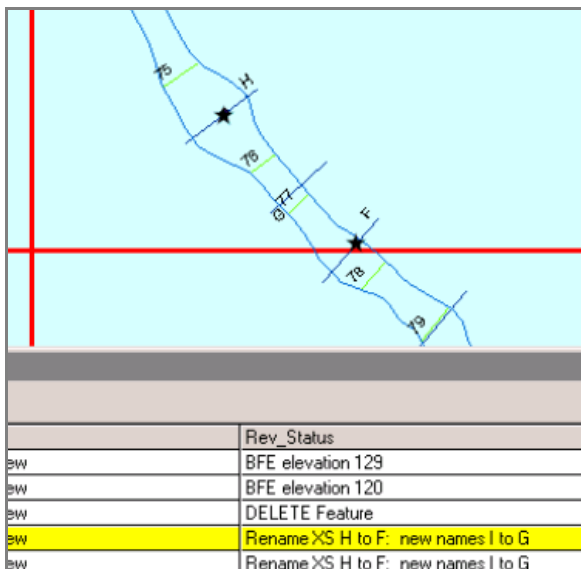 75
H
76
77
G
F
78
79
Rev_Status
ew BFE elevation 129
ew BFE elevation 120
ew DELETE Feature
ew Rename XS H to F: new names I to G
ew Rename XS H to F: new names I to G